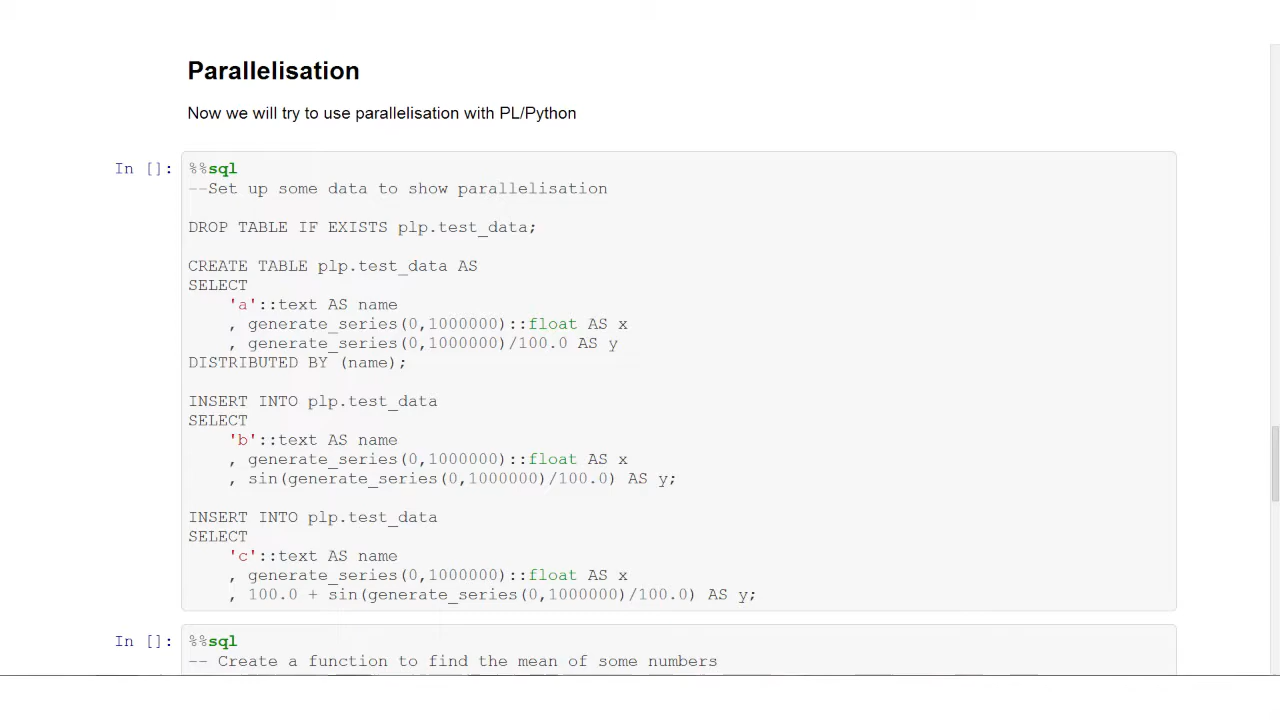 Parallelisation
Now we will try to use parallelisation with PL/Python
In []:
%%sql
--Set up some data to show parallelisation
DROP TABLE IF EXISTS plp.test_data;
CREATE TABLE plp.test_data AS
SELECT
'a'::text AS name
, generate_series(0,1000000)::float AS x
, generate_series(0,1000000)/100.0 AS y
DISTRIBUTED BY (name);
INSERT INTO plp.test_data
SELECT
'b'::text AS name
, generate_series(0,1000000)::float AS x
, sin(generate_series(0,1000000)/100.0) AS y;
INSERT INTO plp.test_data
SELECT
'c'::text AS name
, generate_series(0,1000000)::float AS x
, 100.0 + sin(generate_series(0,1000000)/100.0) AS y;
In []:
%%sql
-- Create a function to find the mean of some numbers